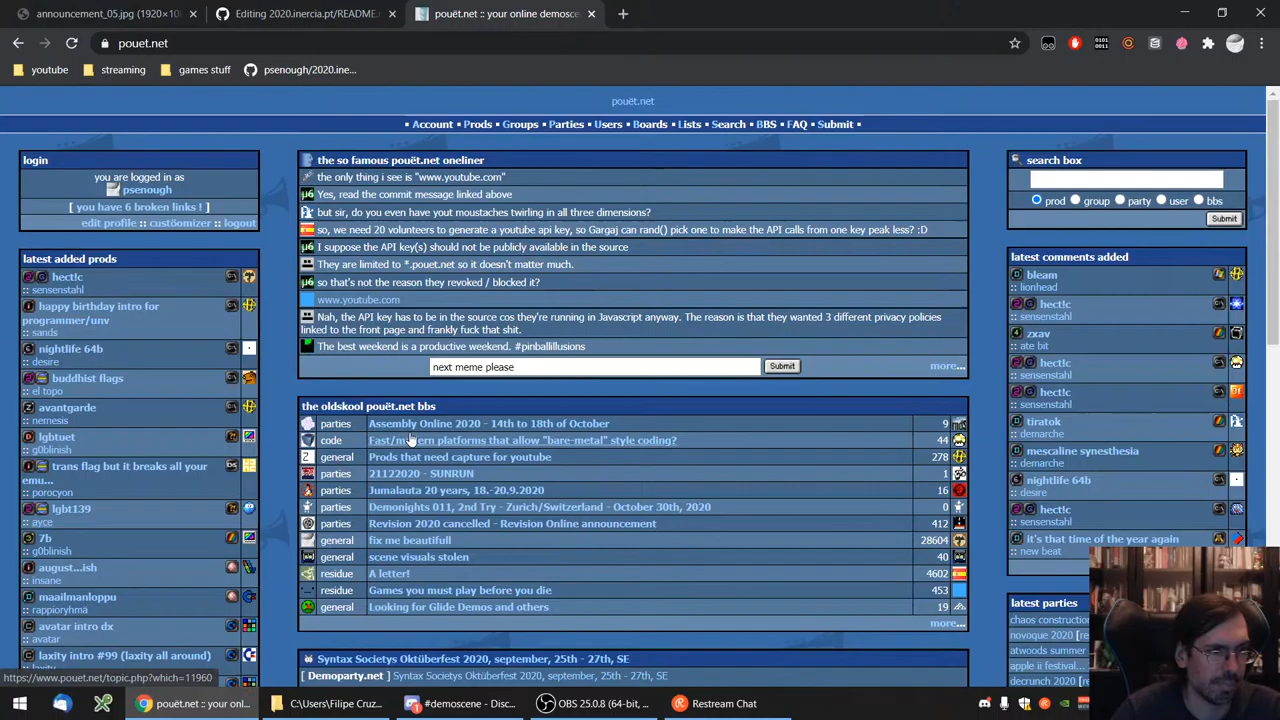 announcement_05.jpg (1920×10
Editing 2020.inercia.pt/README.
pouët.net :: your online demosce
pouet.net
youtube
streaming
games stuff
psenough/2020.ine...
pouët.net
Account Prods Groups Parties Users Boards Lists Search BBS FAQ Submit
login
you are logged in as
psenough
[ you have 6 broken links ! ]
edit profile :: custöomizer :: logout
latest added prods
hect!c
:: sensenstahl
happy birthday intro for
programmer/unv
:: sands
nightlife 64b
:: desire
buddhist flags
:: el topo
avantgarde
:: nemesis
lgbtuet
:: g0blinish
trans flag but it breaks all your
emu...
:: porocyon
lgbt139
:: ayce
7b
:: g0blinish
august...ish
:: insane
maailmanloppu
:: rappioryhmä
avatar intro dx
:: avatar
laxity intro #99 (laxity all around)
:: laxity
the so famous pouët.net oneliner
the only thing i see is "www.youtube.com"
Yes, read the commit message linked above
but sir, do you even have yout moustaches twirling in all three dimensions?
so, we need 20 volunteers to generate a youtube api key, so Gargaj can rand() pick one to make the API calls from one key peak less? :D
I suppose the API key(s) should not be publicly available in the source
They are limited to *.pouet.net so it doesn't matter much.
so that's not the reason they revoked / blocked it?
www.youtube.com
Nah, the API key has to be in the source cos they're running in Javascript anyway. The reason is that they wanted 3 different privacy policies
linked to the front page and frankly fuck that shit.
The best weekend is a productive weekend. #pinballillusions
next meme please
Submit
more...
the oldskool pouët.net bbs
parties Assembly Online 2020 - 14th to 18th of October 9
code Fast/modern platforms that allow "bare-metal" style coding? 44
general Prods that need capture for youtube 278
parties 21122020 - SUNRUN 1
parties Jumalauta 20 years, 18.-20.9.2020 16
parties Demonights 011, 2nd Try - Zurich/Switzerland - October 30th, 2020 0
parties Revision 2020 cancelled - Revision Online announcement 412
general fix me beautifull 28604
general scene visuals stolen 40
residue A letter! 4602
residue Games you must play before you die 453
general Looking for Glide Demos and others 19
more...
Syntax Societys Oktüberfest 2020, september, 25th - 27th, SE
[ Demoparty.net ] Syntax Societys Oktüberfest 2020, september, 25th - 27th, SE
search box
prod group party user bbs
Submit
latest comments added
bleam
:: lionhead
hect!c
:: sensenstahl
zxav
:: ate bit
hect!c
:: sensenstahl
hect!c
:: sensenstahl
tiratok
:: demarche
mescaline synesthesia
:: demarche
nightlife 64b
:: desire
hect!c
:: sensenstahl
it's that time of the year again
:: new beat
latest parties
chaos construction
novoque 2020 [re
atwoods summer
apple ii festival...
decrunch 2020 [
https://www.pouet.net/topic.php?which=11960
pouët.net :: your onl...
C:\Users\Filipe Cruz...
#demoscene - Disc...
OBS 25.0.8 (64-bit, ...
Restream Chat